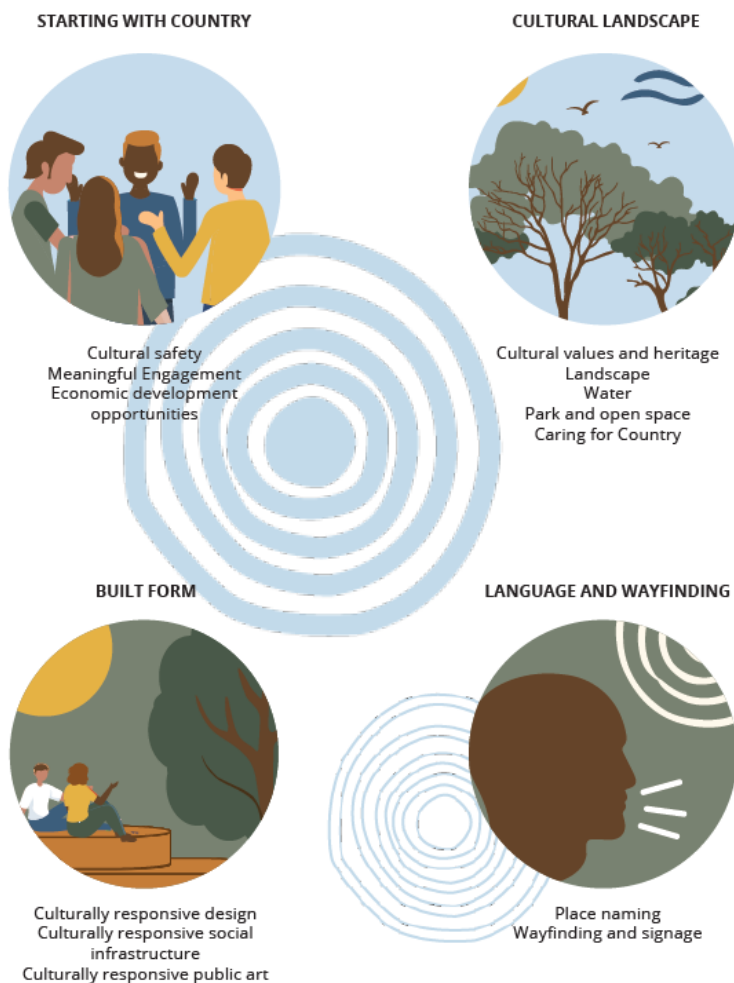 STARTING WITH COUNTRY
Cultural safety
Meaningful Engagement
Economic development
opportunities
CULTURAL LANDSCAPE
Cultural values and heritage
Landscape
Water
Park and open space
Caring for Country
BUILT FORM
Culturally responsive design
Culturally responsive social
infrastructure
Culturally responsive public art
LANGUAGE AND WAYFINDING
Place naming
Wayfinding and signage